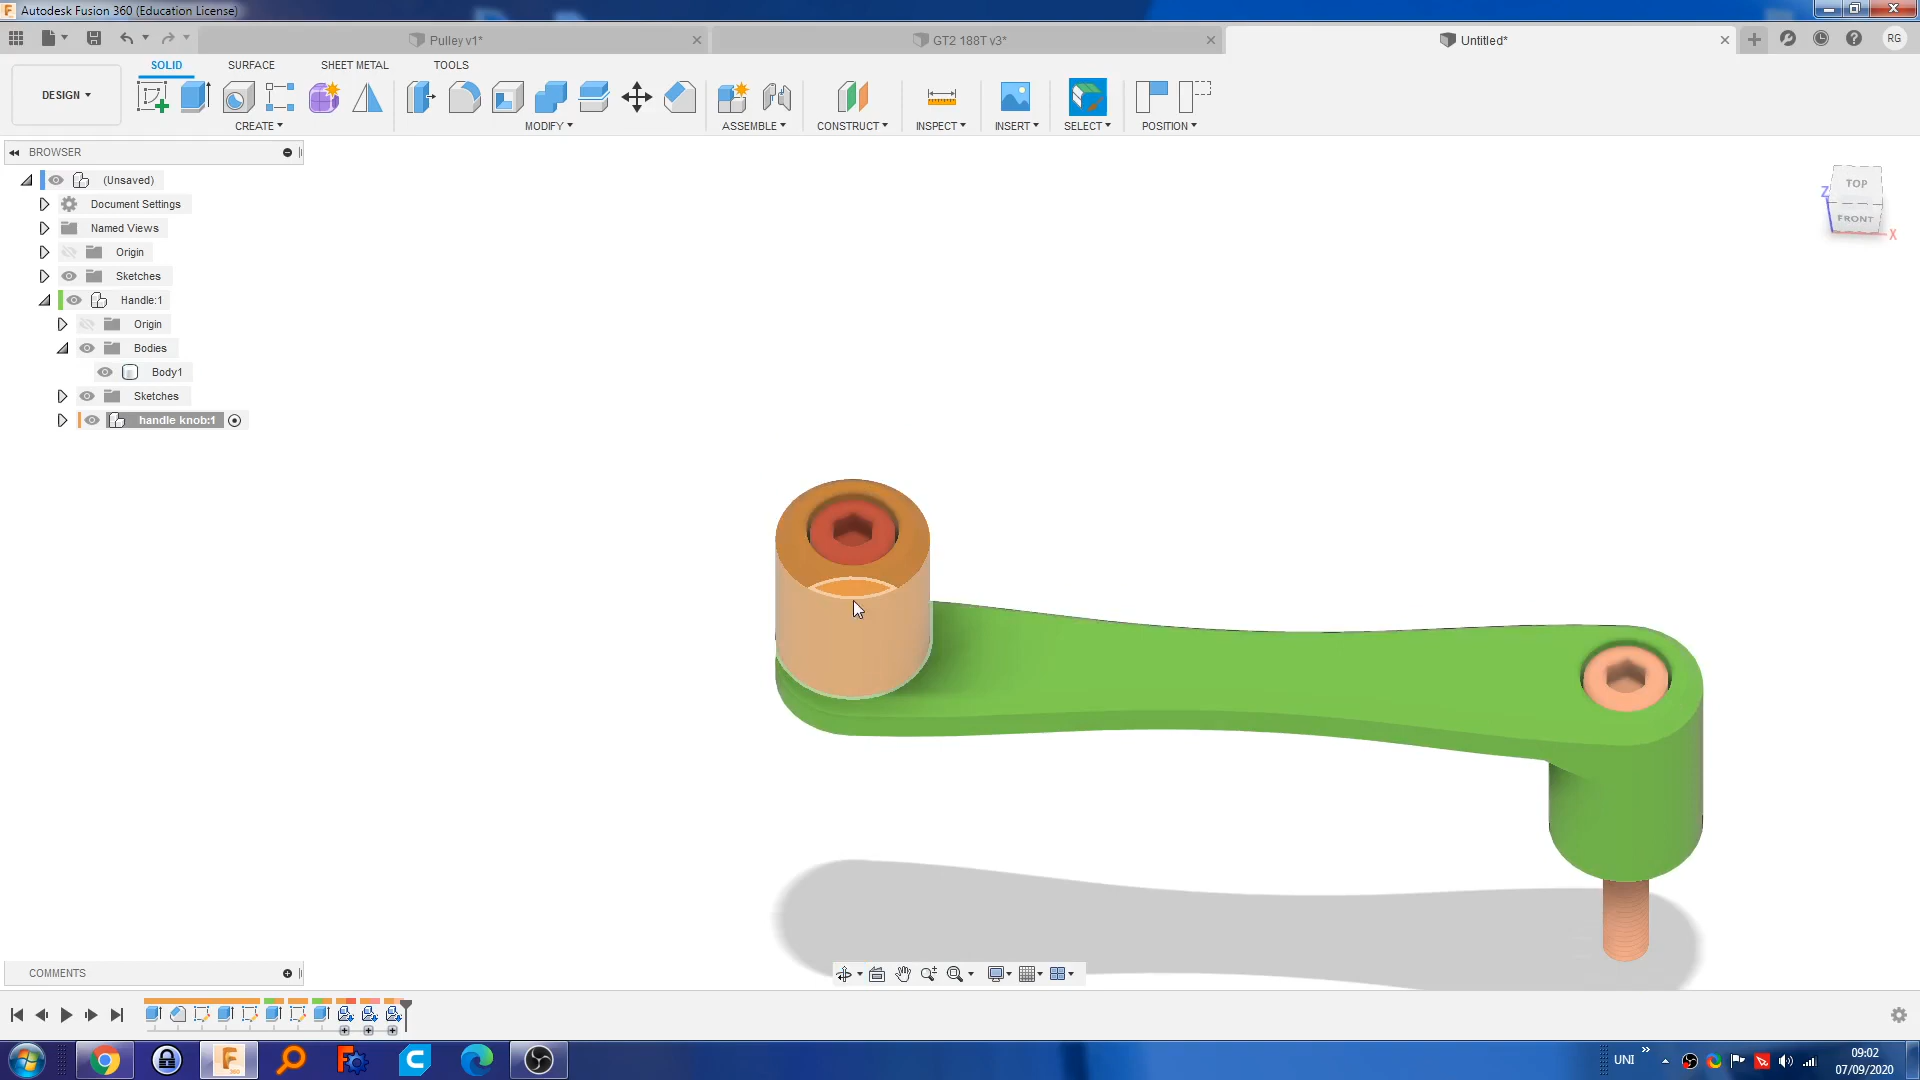 Autodesk Fusion 360 (Education License)
Pulley v1*
GT2 188T v3*
Untitled*
RG
SOLID
SURFACE
SHEET METAL
TOOLS
DESIGN
CREATE
MODIFY
ASSEMBLE
CONSTRUCT
INSPECT
INSERT
SELECT
POSITION
BROWSER
(Unsaved)
Document Settings
Named Views
Origin
Sketches
Handle:1
Origin
Bodies
Body1
Sketches
handle knob:1
TOP
FRONT
Z
X
COMMENTS
UNI
09:02
07/09/2020